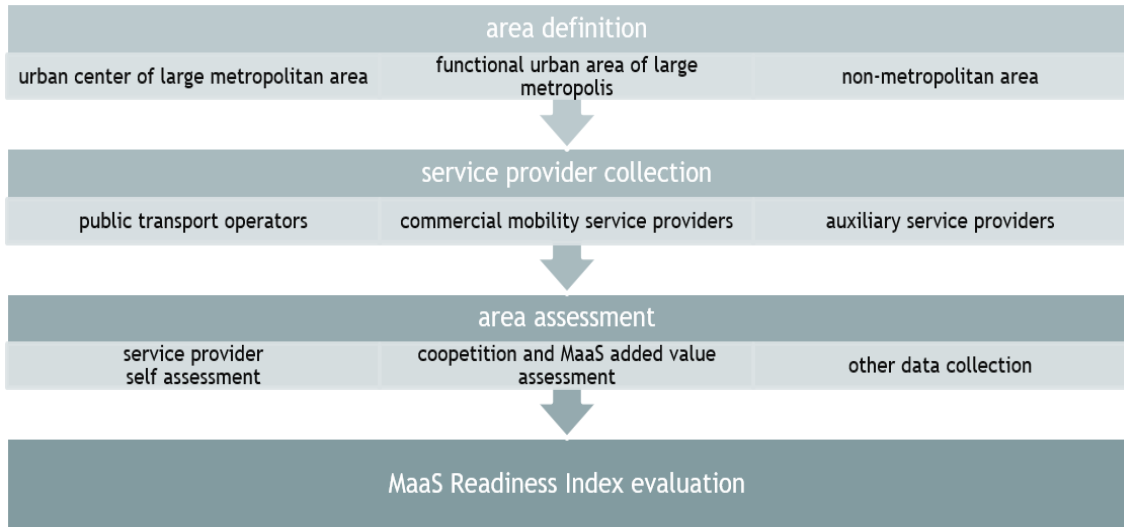 area definition
urban center of large metropolitan area
functional urban area of large
metropolis
non-metropolitan area
service provider collection
public transport operators
commercial mobility service providers
auxiliary service providers
area assessment
service provider
self assessment
coopetition and MaaS added value
assessment
other data collection
MaaS Readiness Index evaluation